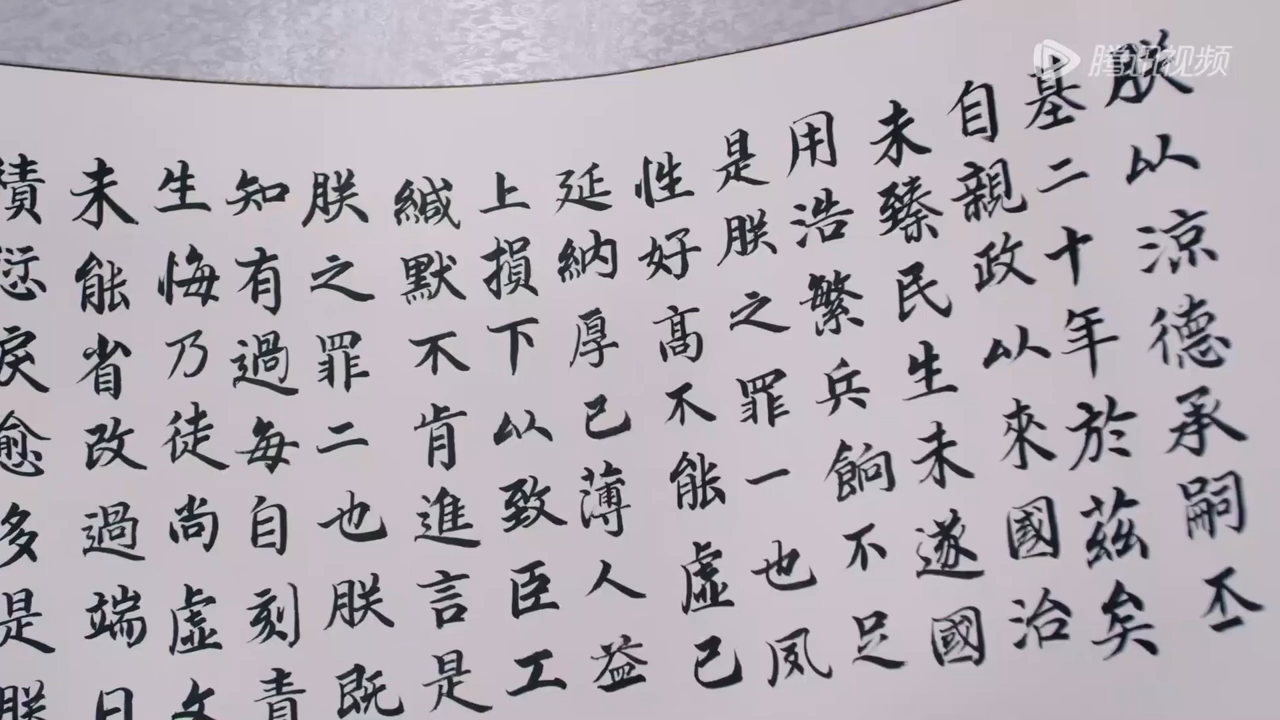 腾讯视频
朕以涼德承嗣丕
基二十年於茲矣
自親政以來國治
未臻民生未遂國
用浩繁兵餉不足
是朕之罪一也夙
性好高不能虛己
延納厚己薄人益
上損下以致臣工
緘默不肯進言是
朕之罪二也朕既
知有過每自刻責
生悔乃徒尚虛文
未能省改過端日
積愆戾愈多是朕